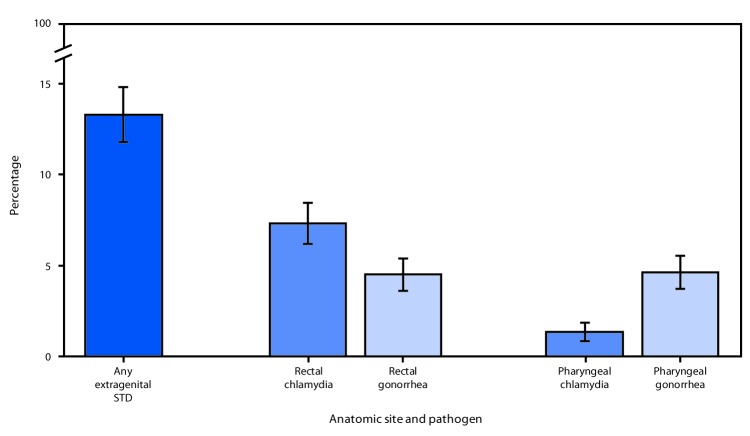 100
15
10
5
0
Percentage
Any
extragenital
STD
Rectal
chlamydia
Rectal
gonorrhea
Pharyngeal
chlamydia
Pharyngeal
gonorrhea
Anatomic site and pathogen